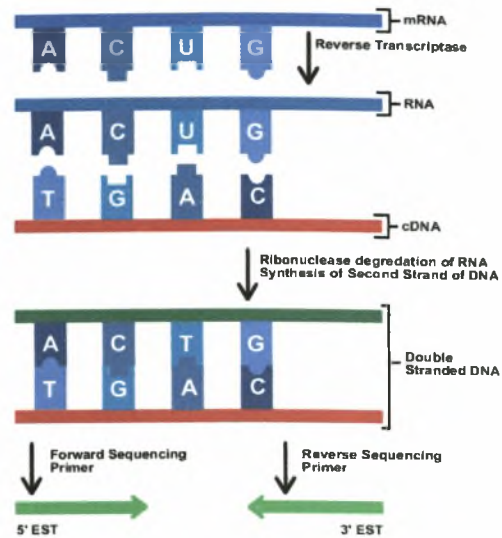 mRNA
A C U G
Reverse Transcriptase
RNA
A C U G
T G A C
cDNA
Ribonuclease degredation of RNA
Synthesis of Second Strand of DNA
A C T G
T G A C
Double
Stranded DNA
Forward Sequencing
Primer
Reverse Sequencing
Primer
5' EST
3' EST